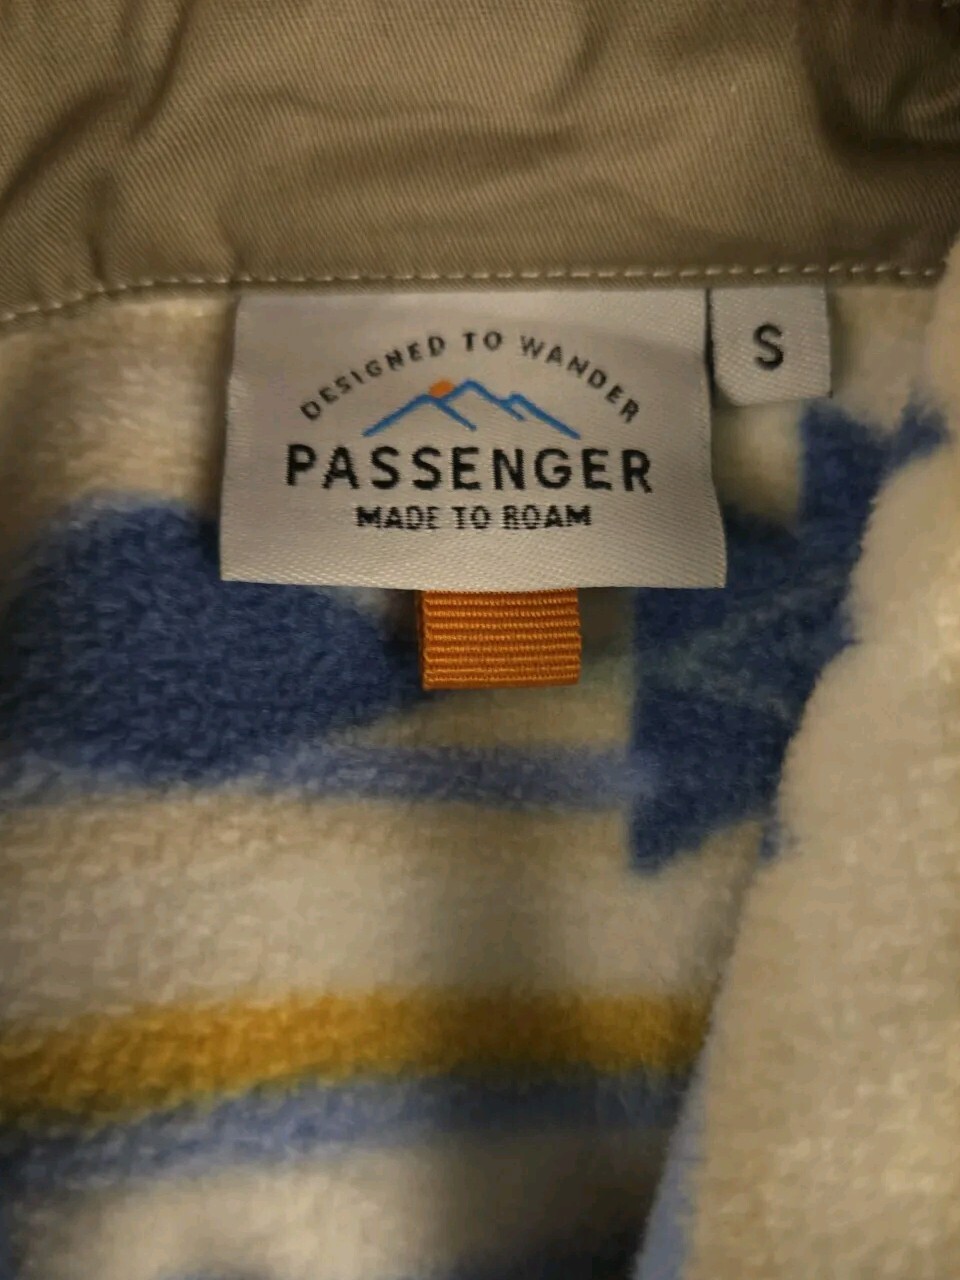 DESIGNED TO WANDER
PASSENGER
MADE TO ROAM
S